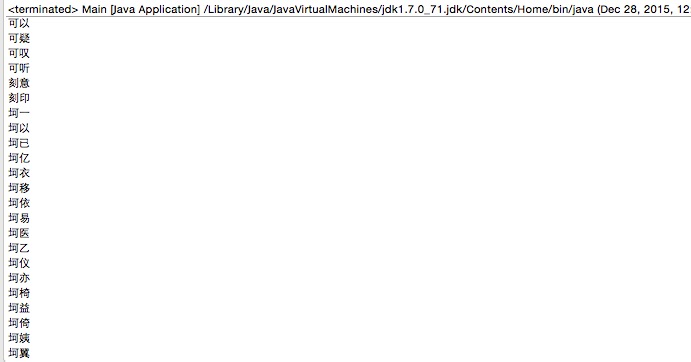 <terminated> Main [Java Application] /Library/Java/JavaVirtualMachines/jdk1.7.0_71.jdk/Contents/Home/bin/java (Dec 28, 2015, 12
可以
可疑
可叹
可听
刻意
刻印
坷一
坷以
坷已
坷亿
坷衣
坷移
坷依
坷易
坷医
坷乙
坷仪
坷亦
坷椅
坷益
坷倚
坷姨
坷翼